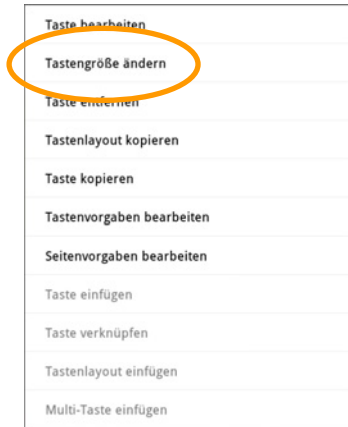 Taste bearbeiten
Tastengröße ändern
Taste entfernen
Tastenlayout kopieren
Taste kopieren
Tastenvorgaben bearbeiten
Seitenvorgaben bearbeiten
Taste einfügen
Taste verknüpfen
Tastenlayout einfügen
Multi-Taste einfügen